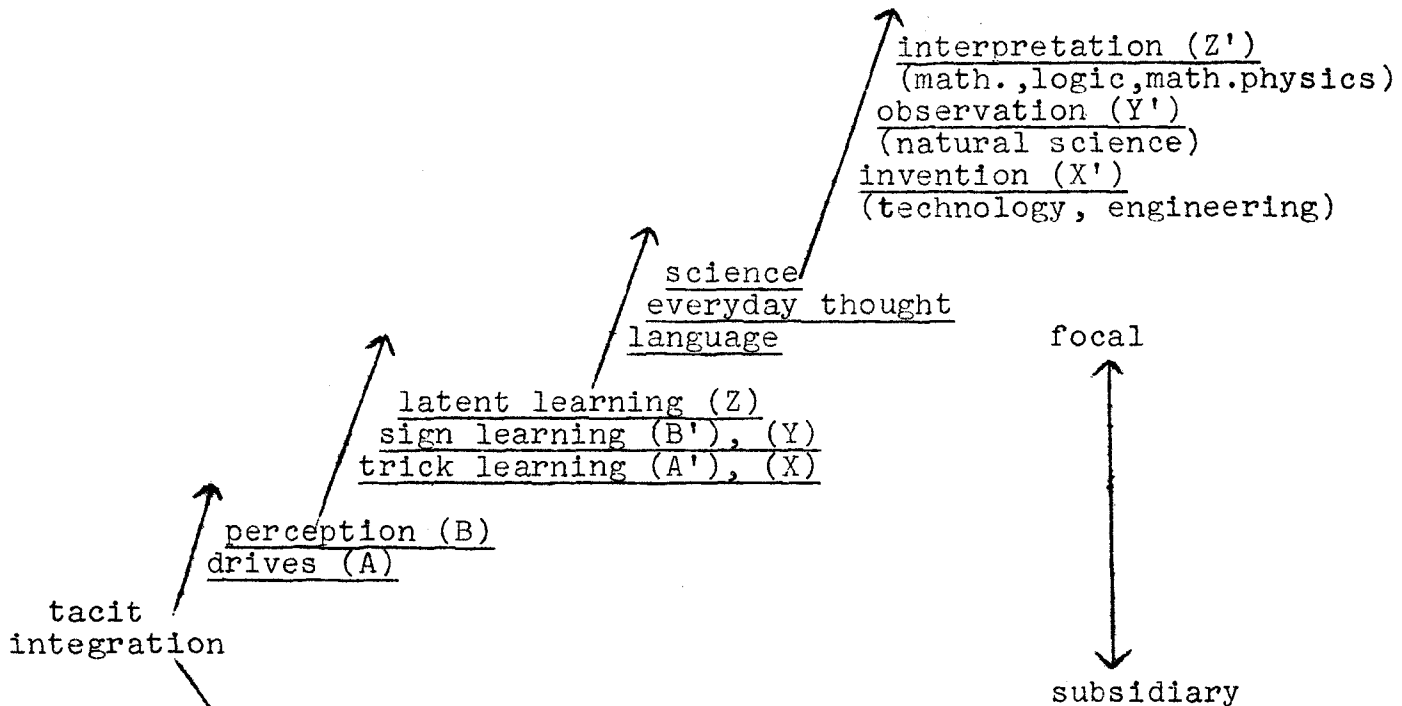 interpretation (Z')
(math.,logic,math.physics)
observation (Y')
(natural science)
invention (X')
(technology, engineering)
science
everyday thought
language
focal
latent learning (Z)
sign learning (B'), (Y)
trick learning (A'), (X)
perception (B)
drives (A)
tacit
integration
subsidiary